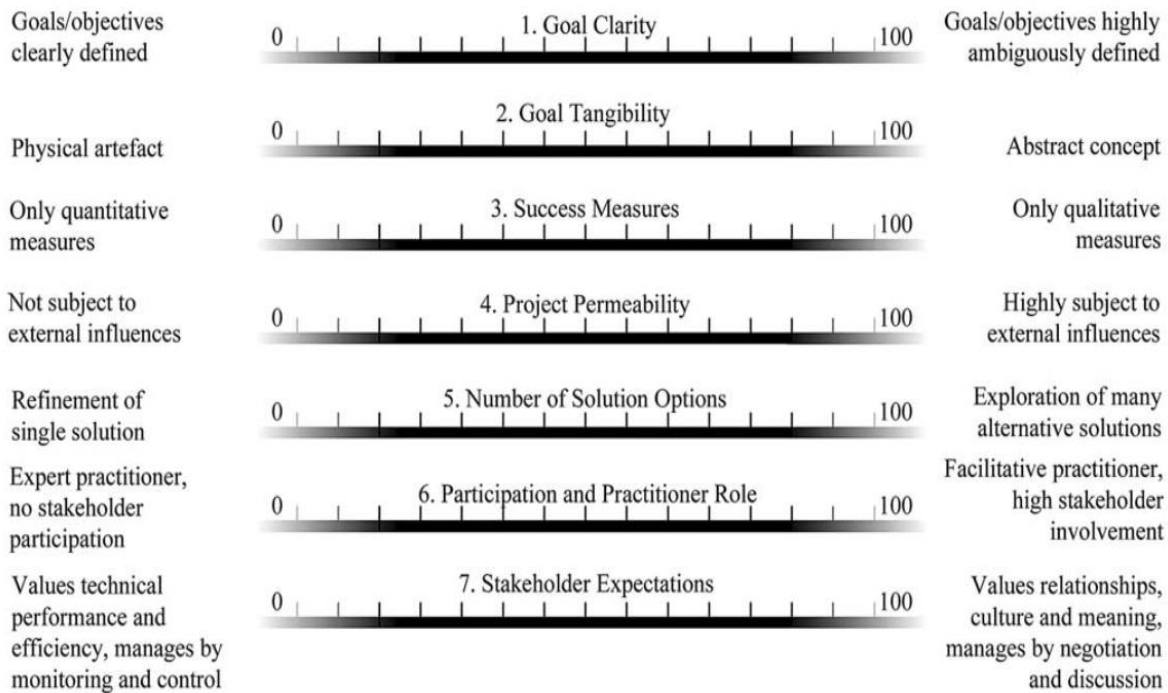 Goals/objectives
clearly defined
0
1. Goal Clarity
100
Goals/objectives highly
ambiguously defined
Physical artefact
0
2. Goal Tangibility
100
Abstract concept
Only quantitative
measures
0
3. Success Measures
100
Only qualitative
measures
Not subject to
external influences
0
4. Project Permeability
100
Highly subject to
external influences
Refinement of
single solution
0
5. Number of Solution Options
100
Exploration of many
alternative solutions
Expert practitioner,
no stakeholder
participation
0
6. Participation and Practitioner Role
100
Facilitative practitioner,
high stakeholder
involvement
Values technical
performance and
efficiency, manages by
monitoring and control
0
7. Stakeholder Expectations
100
Values relationships,
culture and meaning,
manages by negotiation
and discussion